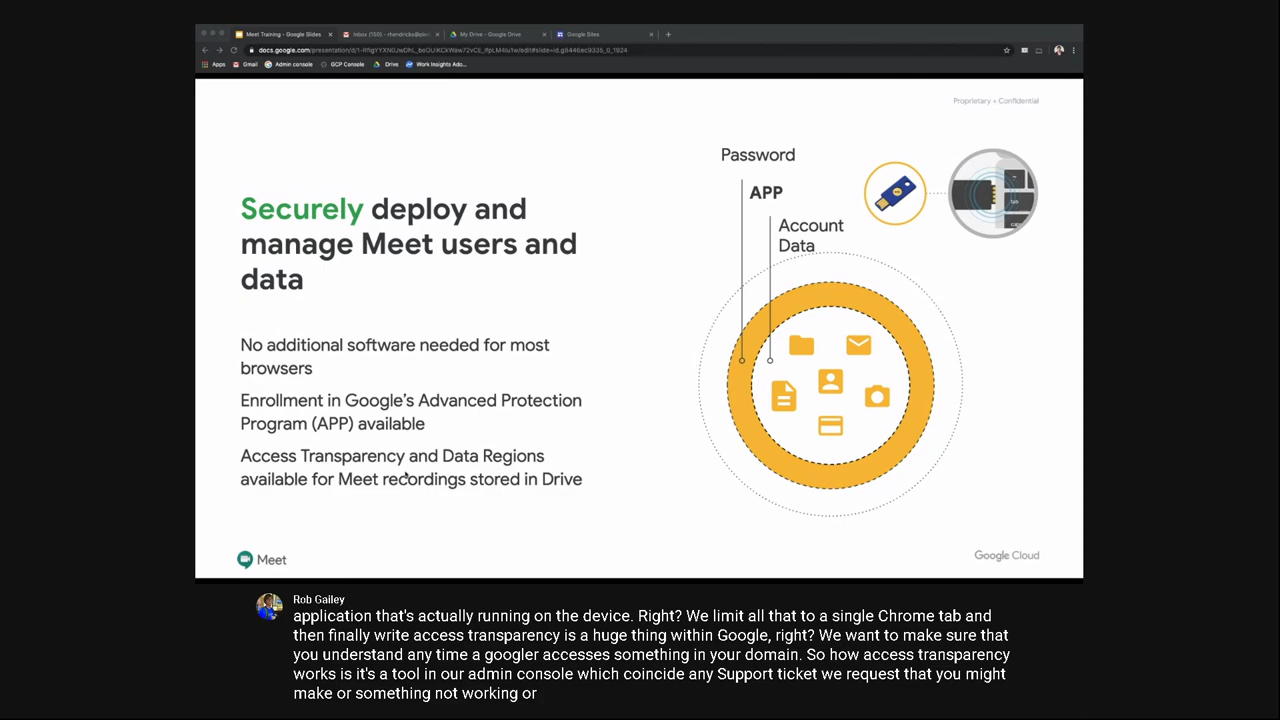 Meet Training - Google Slides
My Drive - Google Drive
Google Sites
Apps
Gmail
Admin console
GCP Console
Drive
Work Insights Ado...
Proprietary + Confidential
Securely deploy and
manage Meet users and
data
No additional software needed for most
browsers
Enrollment in Google's Advanced Protection
Program (APP) available
Access Transparency and Data Regions
available for Meet recordings stored in Drive
Password
APP
Account
Data
tab
Meet
Google Cloud
Rob Gailey
application that's actually running on the device. Right? We limit all that to a single Chrome tab and
then finally write access transparency is a huge thing within Google, right? We want to make sure that
you understand any time a googler accesses something in your domain. So how access transparency
works is it's a tool in our admin console which coincide any Support ticket we request that you might
make or something not working or